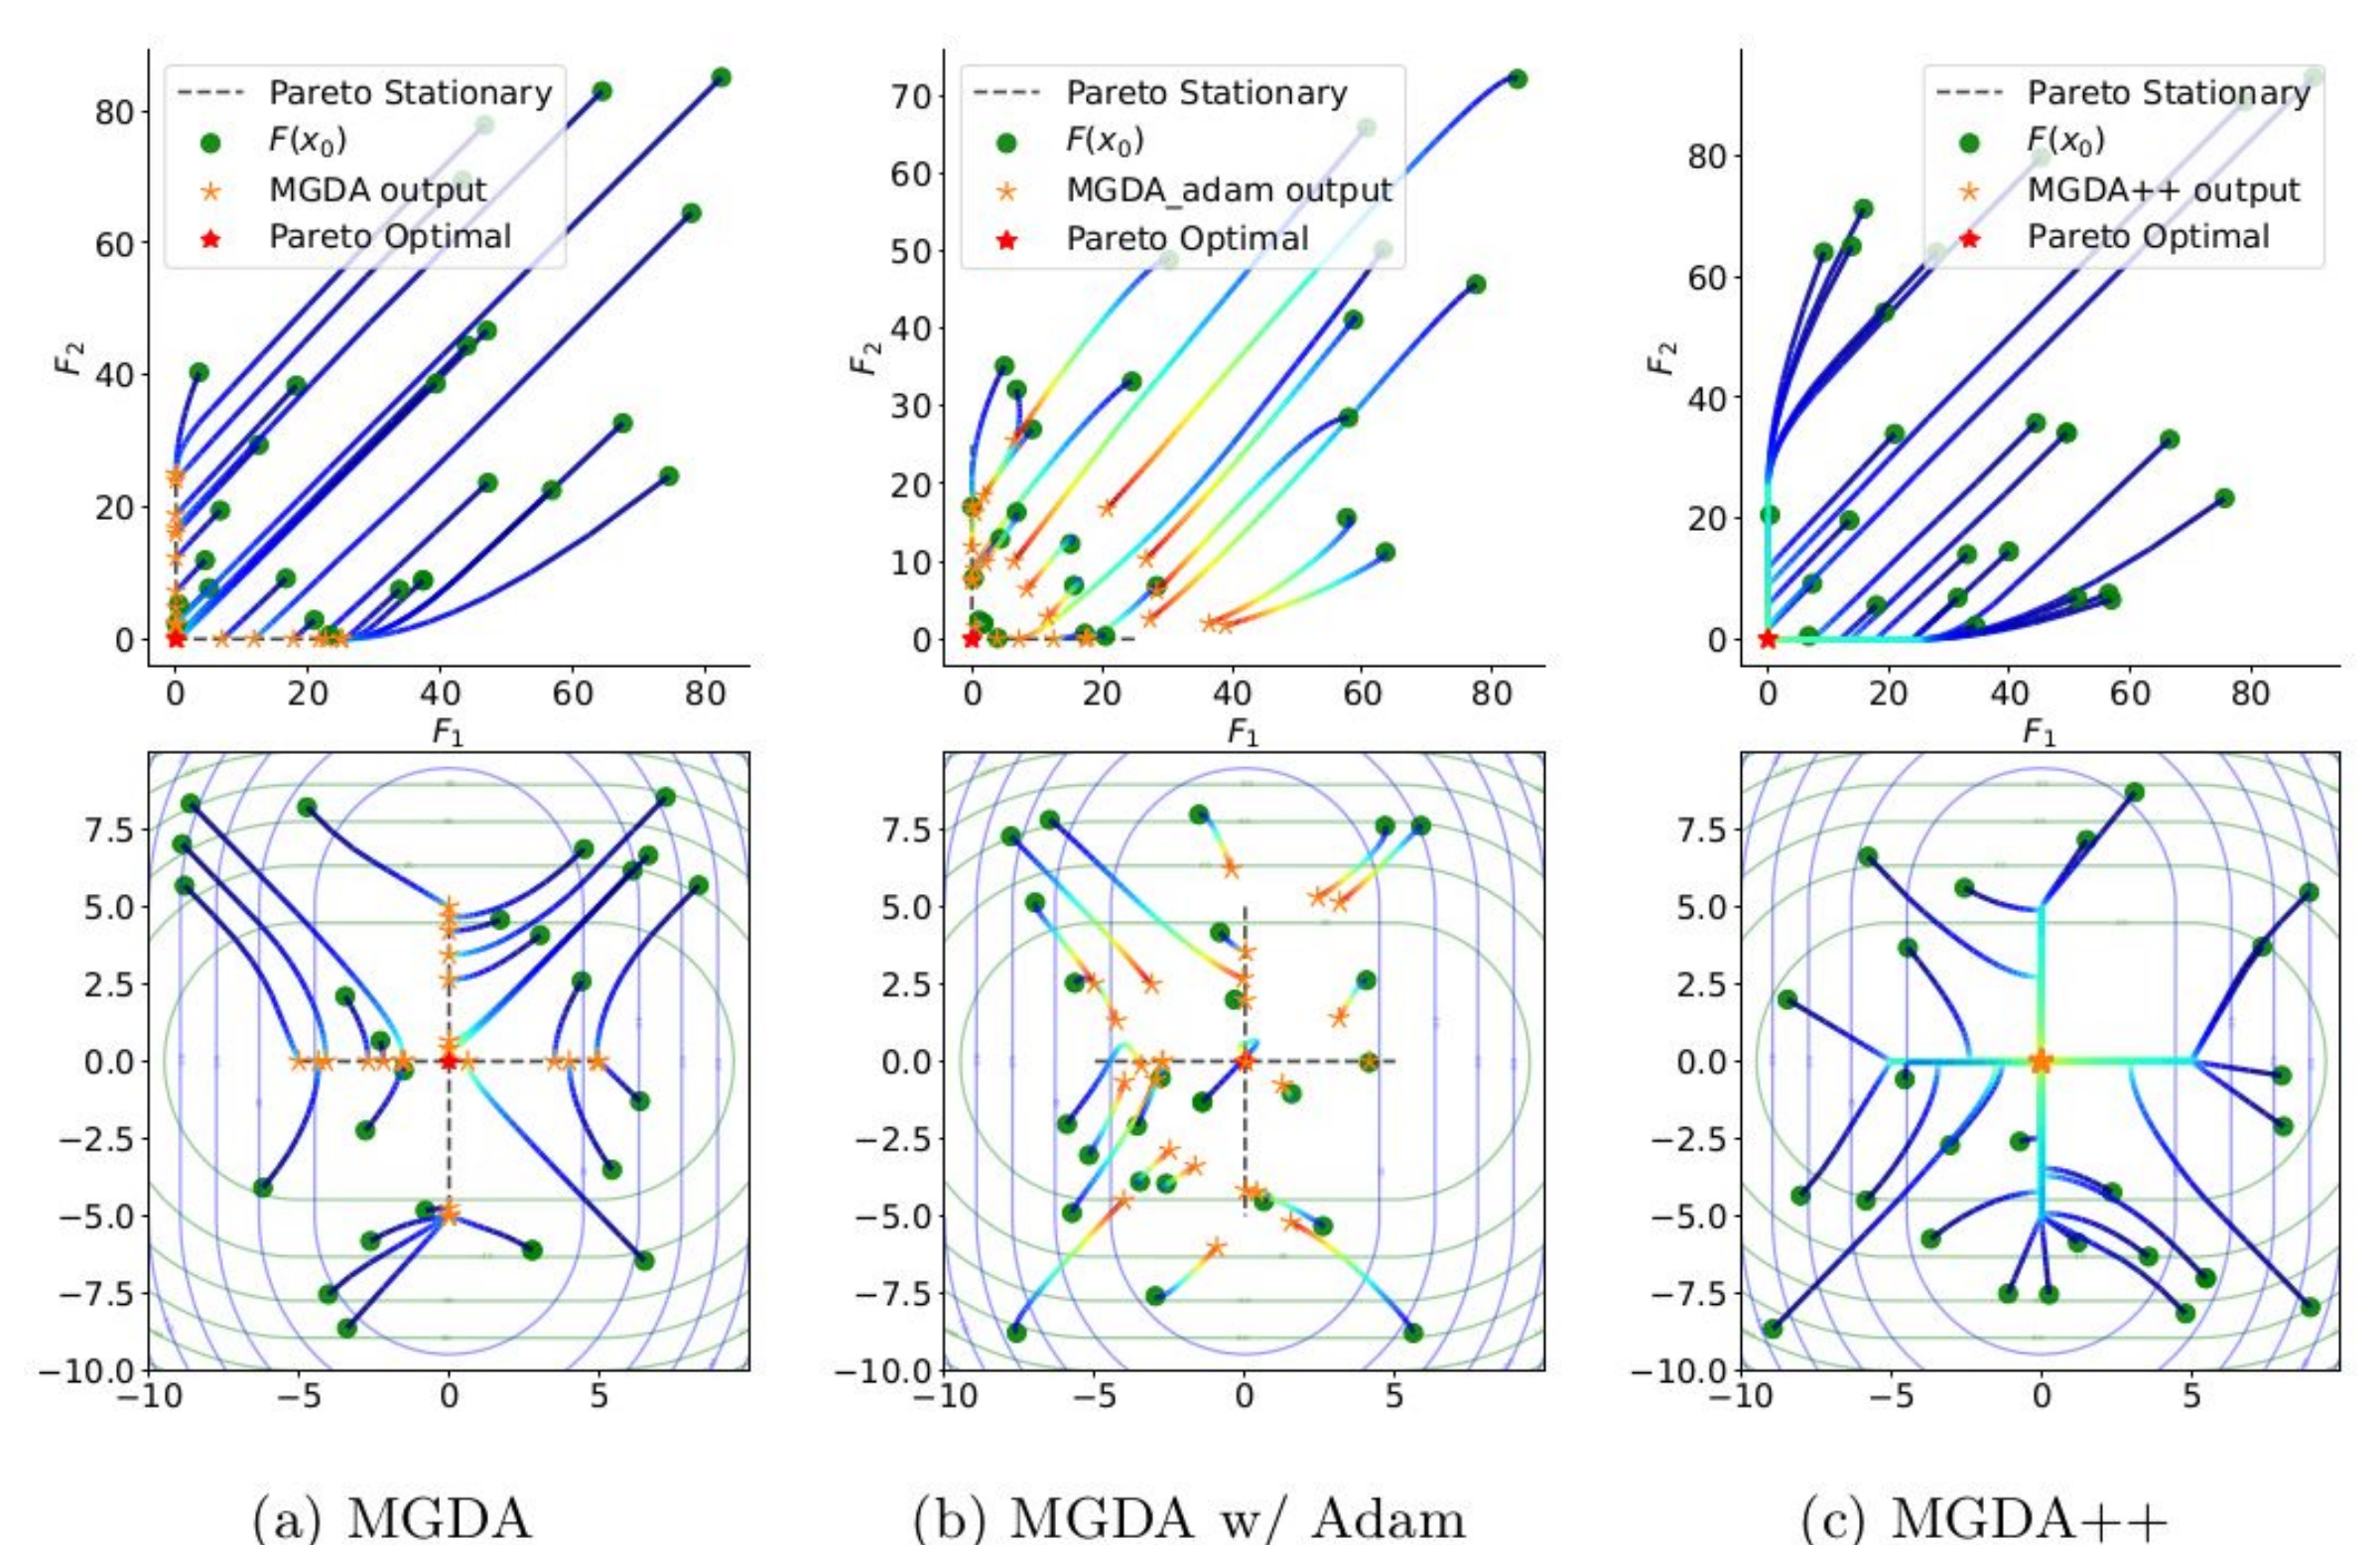 Pareto Stationary
F(x₀)
MGDA output
Pareto Optimal
F₂
80
60
40
20
0
0 20 40 60 80
F₁
Pareto Stationary
F(x₀)
MGDA_adam output
Pareto Optimal
F₂
70
60
50
40
30
20
10
0
0 20 40 60 80
F₁
Pareto Stationary
F(x₀)
MGDA++ output
Pareto Optimal
F₂
80
60
40
20
0
0 20 40 60 80
F₁
7.5
5.0
2.5
0.0
−2.5
−5.0
−7.5
−10.0
−10 −5 0 5
7.5
5.0
2.5
0.0
−2.5
−5.0
−7.5
−10.0
−10 −5 0 5
7.5
5.0
2.5
0.0
−2.5
−5.0
−7.5
−10.0
−10 −5 0 5
(a) MGDA
(b) MGDA w/ Adam
(c) MGDA++